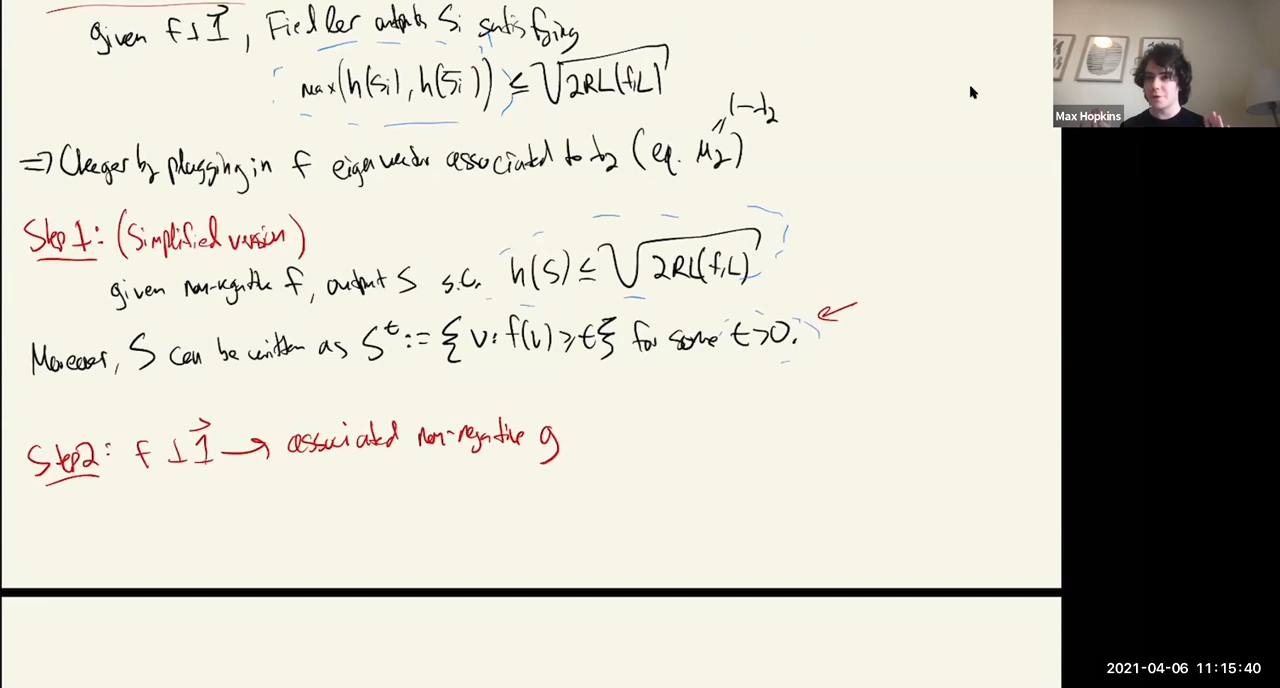 given f ⊥ 1⃗, Fiedler outputs Sᵢ satisfying
max(h(Sᵢ), h(S̄ᵢ)) ≤ √2RL(f,L)
1-λ₂
=> Cheeger by plugging in f eigenvector associated to λ₂ (eq. μ₂)
Step 1: (Simplified version)
given non-negative f, output S s.t. h(S) ≤ √2RL(f,L)
Moreover, S can be written as Sᵗ := { v : f(v) ≥ t } for some t>0.
Step 2: f ⊥ 1⃗ → associated non-negative g
Max Hopkins
2021-04-06 11:15:40